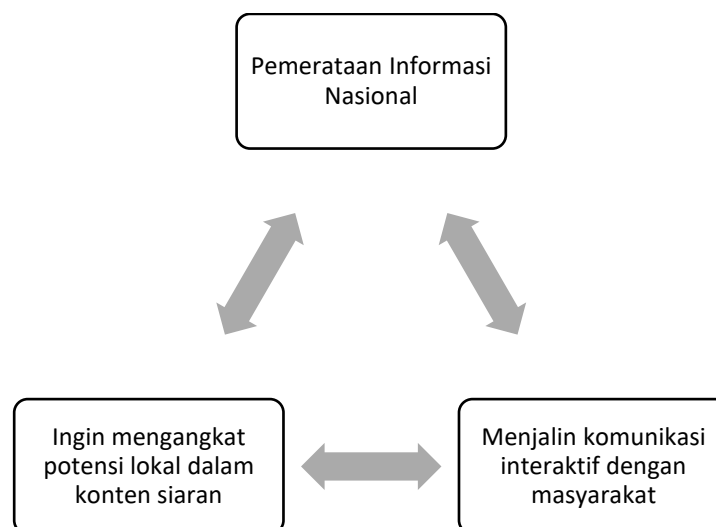 Pemerataan Informasi
Nasional
Ingin mengangkat
potensi lokal dalam
konten siaran
Menjalin komunikasi
interaktif dengan
masyarakat